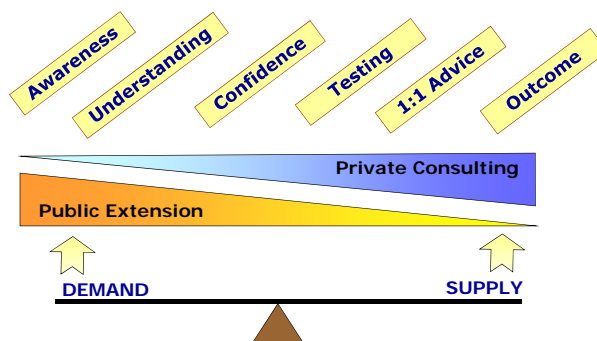 Awareness
Understanding
Confidence
Testing
1:1 Advice
Outcome
Private Consulting
Public Extension
DEMAND
SUPPLY